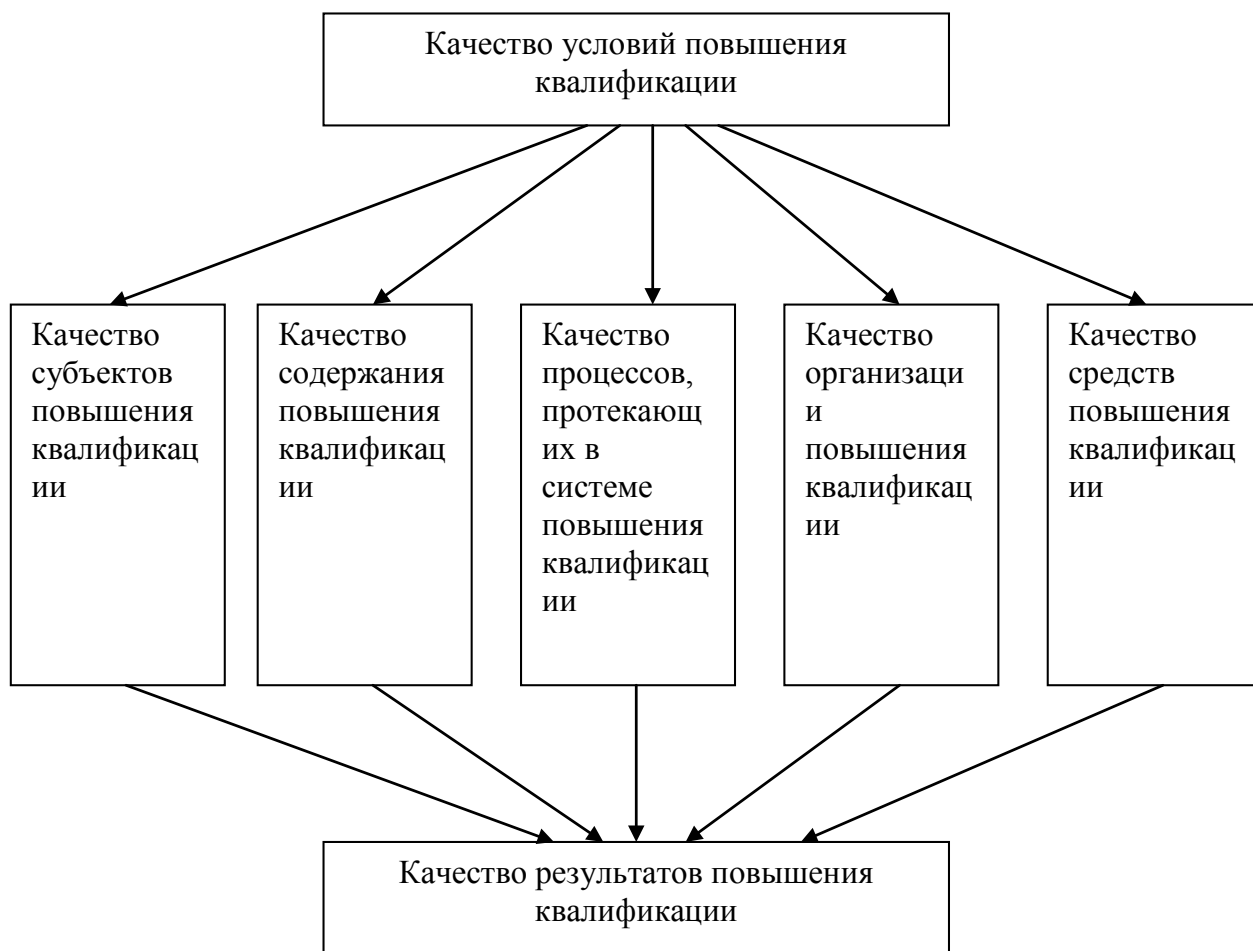 Качество условий повышения
квалификации
Качество
субъектов
повышения
квалификац
ии
Качество
содержания
повышения
квалификац
ии
Качество
процессов,
протекающ
их в
системе
повышения
квалификац
ии
Качество
организаци
и
повышения
квалификац
ии
Качество
средств
повышения
квалификац
ии
Качество результатов повышения
квалификации